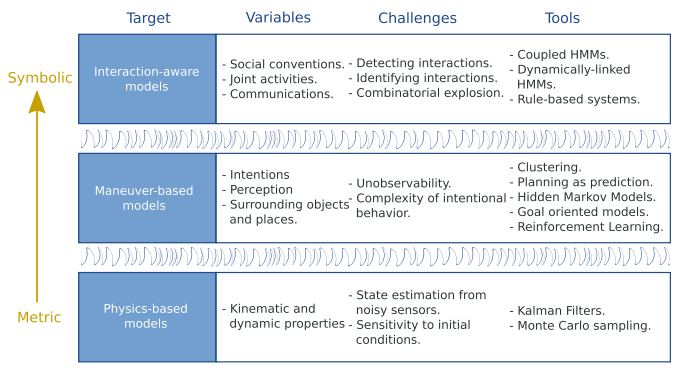 Target Variables Challenges Tools
Symbolic
Interaction-aware
models
- Social conventions.
- Joint activities.
- Communications.
- Detecting interactions.
- Identifying interactions.
- Combinatorial explosion.
- Coupled HMMs.
- Dynamically-linked
HMMs.
- Rule-based systems.
Maneuver-based
models
- Intentions
- Perception
- Surrounding objects
and places.
- Unobservability.
- Complexity of intentional
behavior.
- Clustering.
- Planning as prediction.
- Hidden Markov Models.
- Goal oriented models.
- Reinforcement Learning.
Metric
Physics-based
models
- Kinematic and
dynamic properties
- State estimation from
noisy sensors.
- Sensitivity to initial
conditions.
- Kalman Filters.
- Monte Carlo sampling.